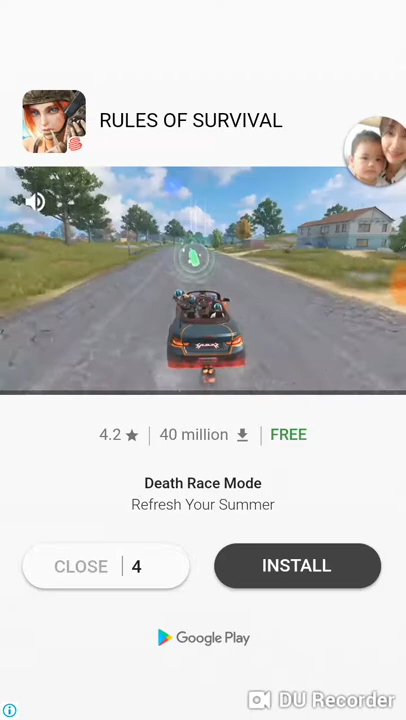 RULES OF SURVIVAL
4.2 40 million FREE
Death Race Mode
Refresh Your Summer
CLOSE 4
INSTALL
Google Play
DU Recorder